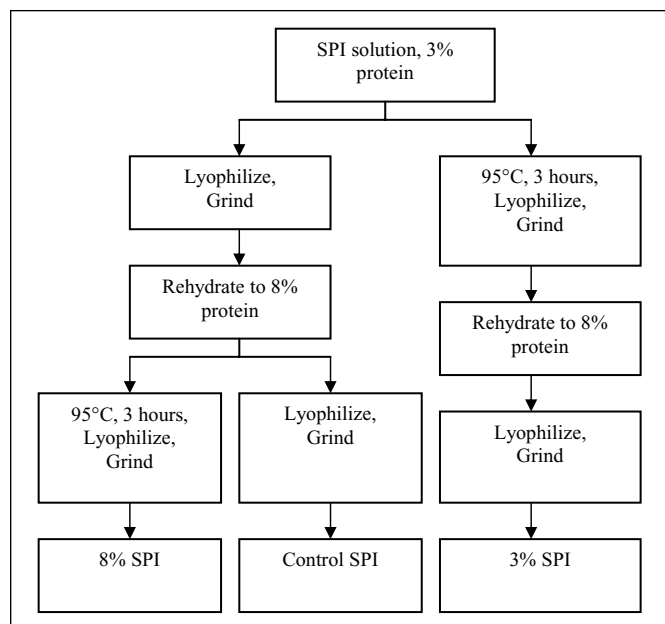 SPI solution, 3%
protein
Lyophilize,
Grind
95°C, 3 hours,
Lyophilize,
Grind
Rehydrate to 8%
protein
Rehydrate to 8%
protein
95°C, 3 hours,
Lyophilize,
Grind
Lyophilize,
Grind
Lyophilize,
Grind
8% SPI
Control SPI
3% SPI